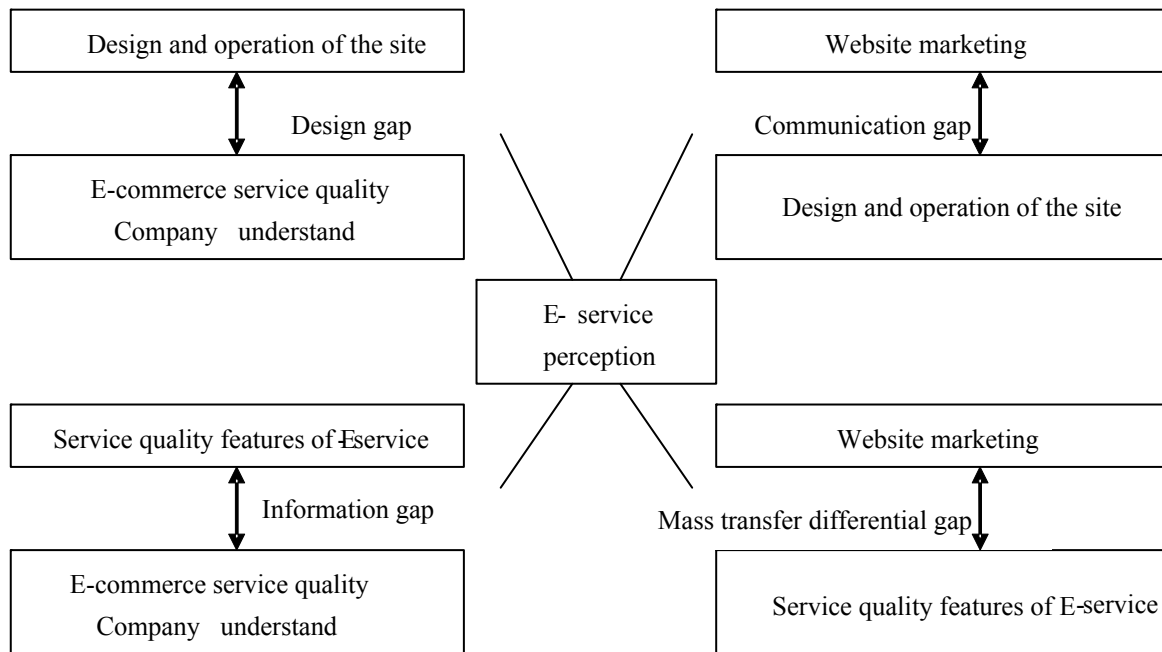 Design and operation of the site
Website marketing
Design gap
Communication gap
E-commerce service quality
Company understand
Design and operation of the site
E- service
perception
Service quality features of E-service
Website marketing
Information gap
Mass transfer differential gap
E-commerce service quality
Company understand
Service quality features of E-service